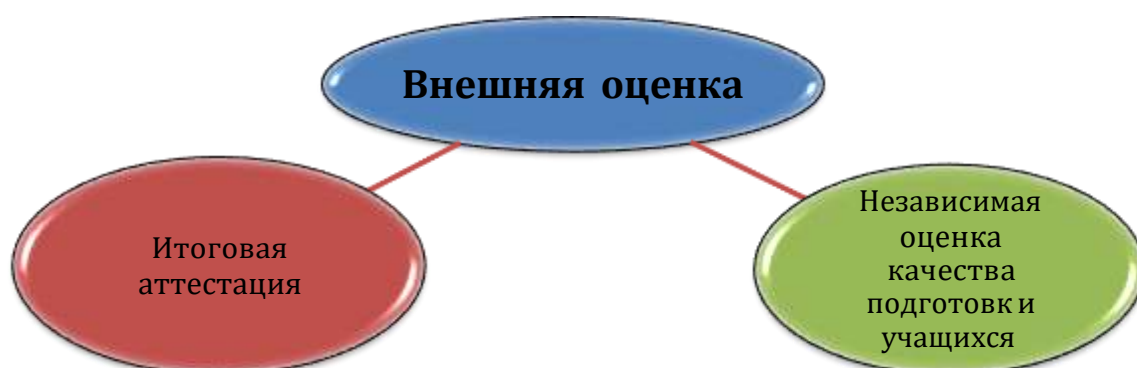 Внешняя оценка
Итоговая
аттестация
Независимая
оценка
качества
подготовк и
учащихся